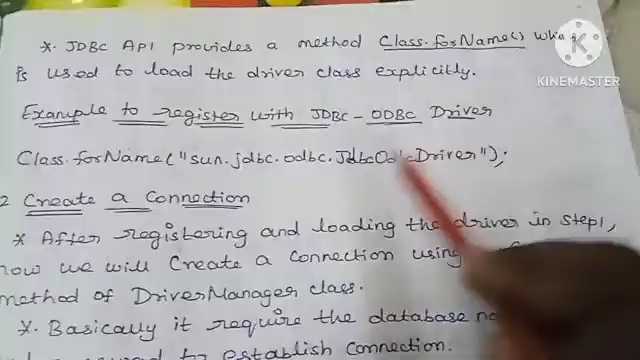 * JDBC API provides a method Class.forName()
is used to load the driver class explicitly.
Example to register with JDBC - ODBC Driver
Class.forName("sun.jdbc.odbc.JdbcOdbcDriver");
2 Create a Connection
* After registering and loading the driver in step1,
now we will create a connection using
method of DriverManager class.
* Basically it require the database
to establish connection.
KINEMASTER